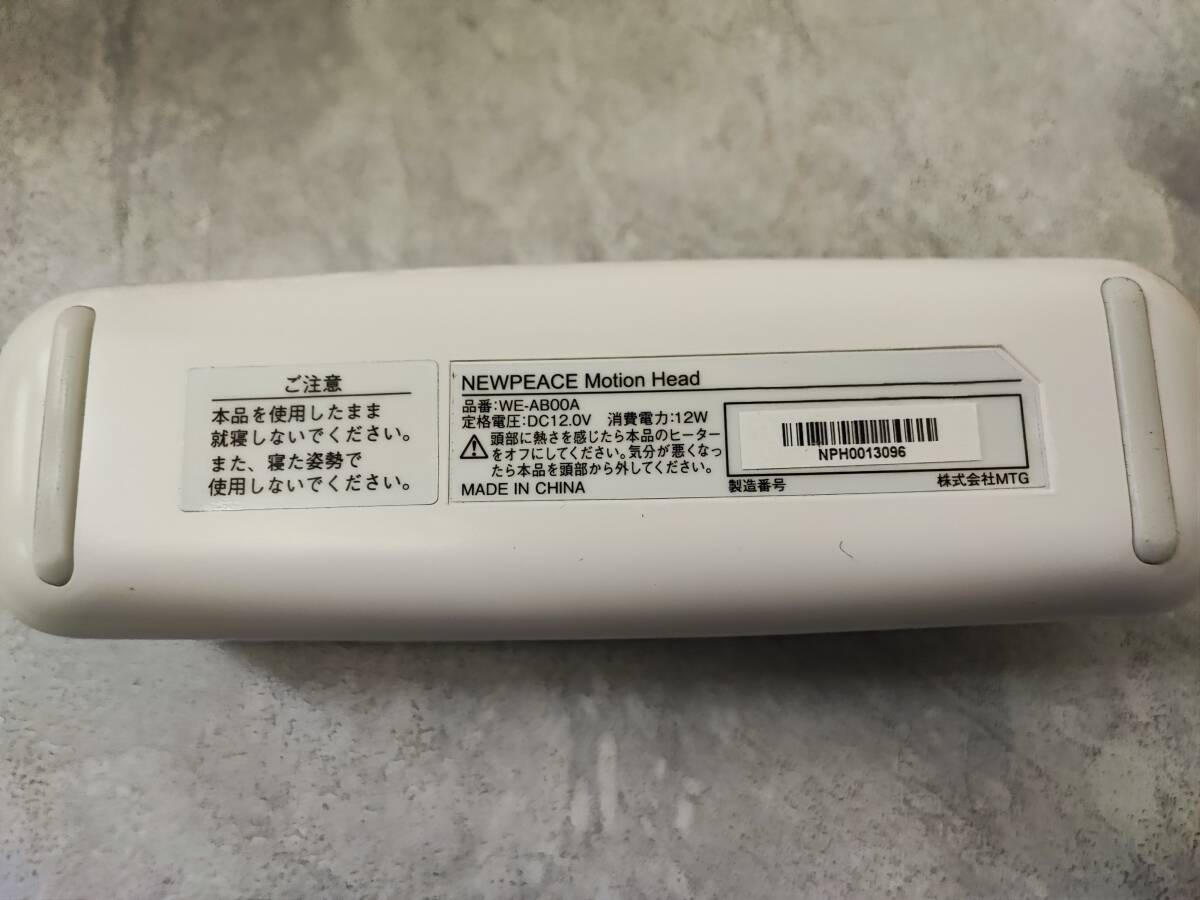 ご注意
本品を使用したまま
就寝しないでください。
また、寝た姿勢で
使用しないでください。
NEWPEACE Motion Head
品番:WE-AB00A
定格電圧:DC12.0V 消費電力:12W
頭部に熱さを感じたら本品のヒーター
をオフにしてください。気分が悪くなっ
たら本品を頭部から外してください。
MADE IN CHINA
NPH0013096
製造番号 株式会社MTG